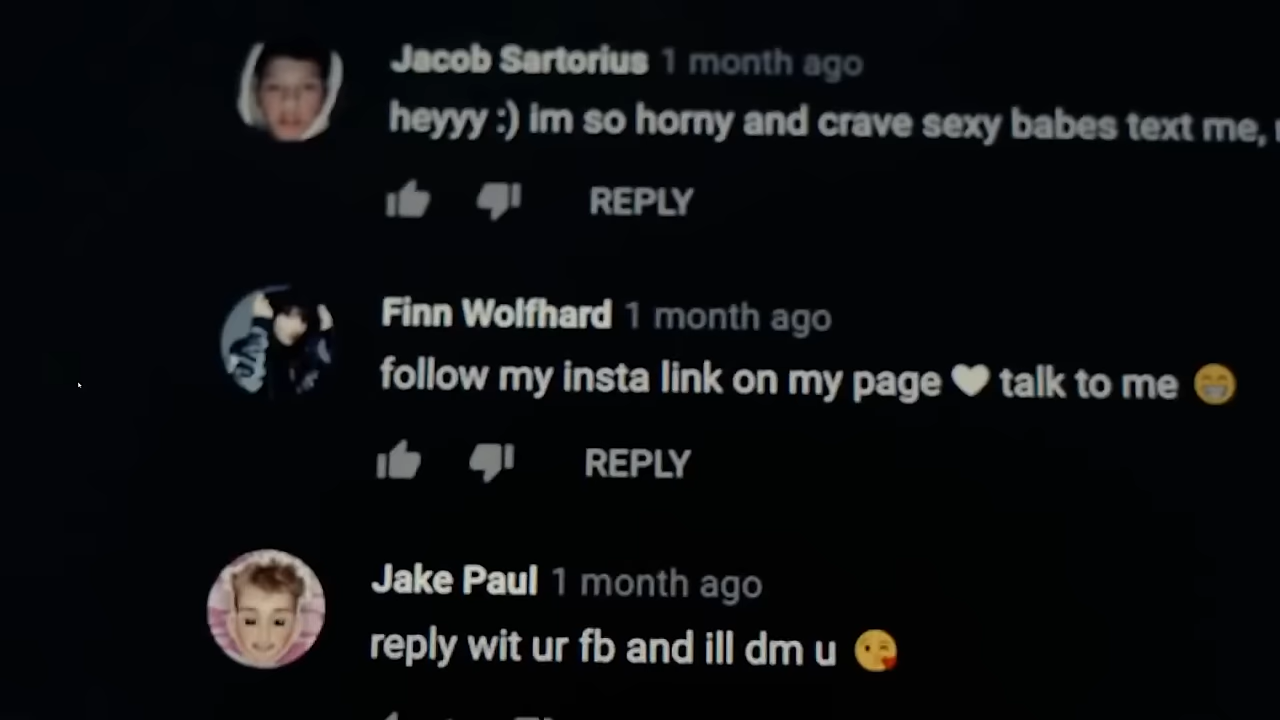 Jacob Sartorius 1 month ago
heyyy :) im so horny and crave sexy babes text me,
REPLY
Finn Wolfhard 1 month ago
follow my insta link on my page 🤍 talk to me 😁
REPLY
Jake Paul 1 month ago
reply wit ur fb and ill dm u 😘